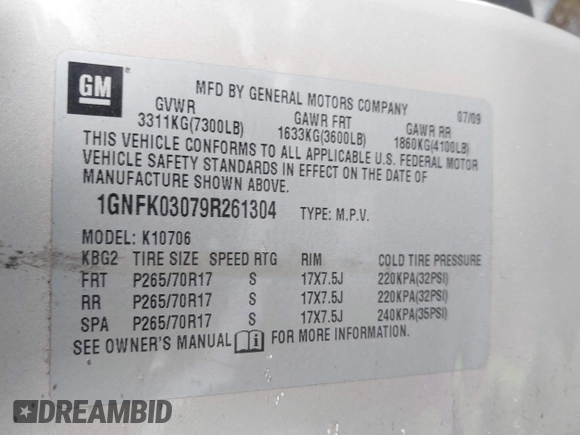 GM
MFD BY GENERAL MOTORS COMPANY 07/09
GVWR GAWR FRT GAWR RR
3311KG(7300LB) 1633KG(3600LB) 1860KG(4100LB)
THIS VEHICLE CONFORMS TO ALL APPLICABLE U.S. FEDERAL MOTOR
VEHICLE SAFETY STANDARDS IN EFFECT ON THE DATE OF
MANUFACTURE SHOWN ABOVE.
1GNFK03079R261304 TYPE: M.P.V.
MODEL: K10706
KBG2 TIRE SIZE SPEED RTG RIM COLD TIRE PRESSURE
FRT P265/70R17 S 17X7.5J 220KPA(32PSI)
RR P265/70R17 S 17X7.5J 220KPA(32PSI)
SPA P265/70R17 S 17X7.5J 240KPA(35PSI)
SEE OWNER'S MANUAL FOR MORE INFORMATION.
DREAMBID